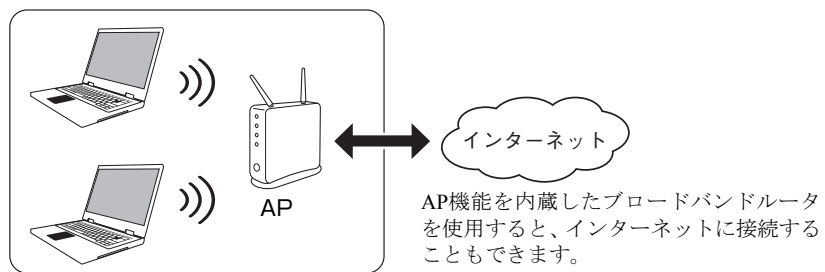 AP
インターネット
AP機能を内蔵したブロードバンドルータ
を使用すると、インターネットに接続する
こともできます。